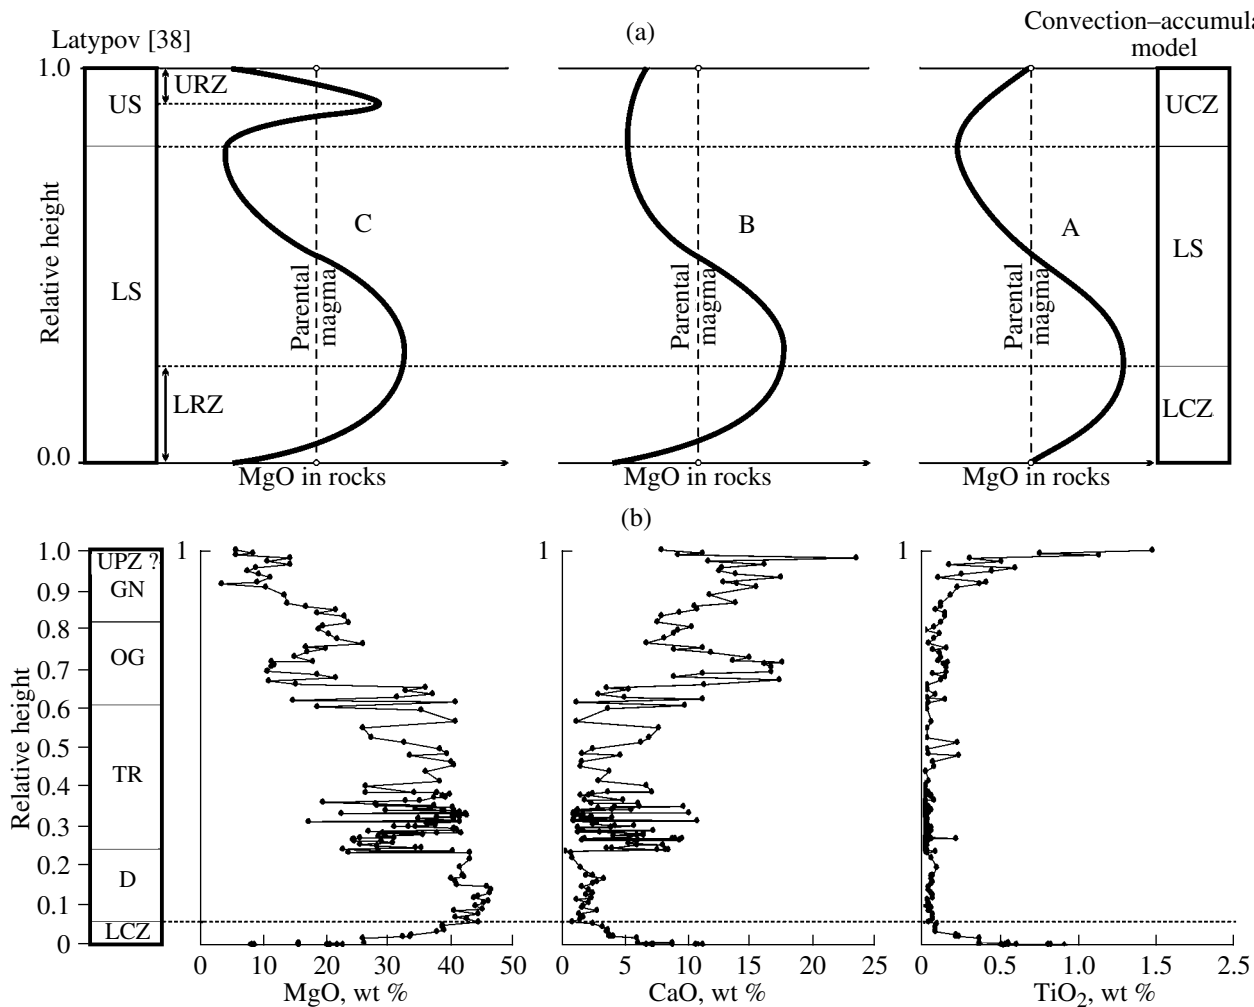 (a)
Latypov [38]
Convection–accumula
model
1.0
URZ
US
UCZ
C
B
A
Relative height
LS
Parental
magma
Parental
magma
Parental
magma
LS
LRZ
LCZ
0.0
MgO in rocks
MgO in rocks
MgO in rocks
(b)
1.0
UPZ ?
1
1
GN
0.9
0.8
OG
0.7
0.6
0.5
Relative height
TR
0.4
0.3
0.2
D
0.1
LCZ
0
0 10 20 30 40 50
MgO, wt %
0 5 10 15 20 25
CaO, wt %
0 0.5 1.0 1.5 2.5
TiO₂, wt %